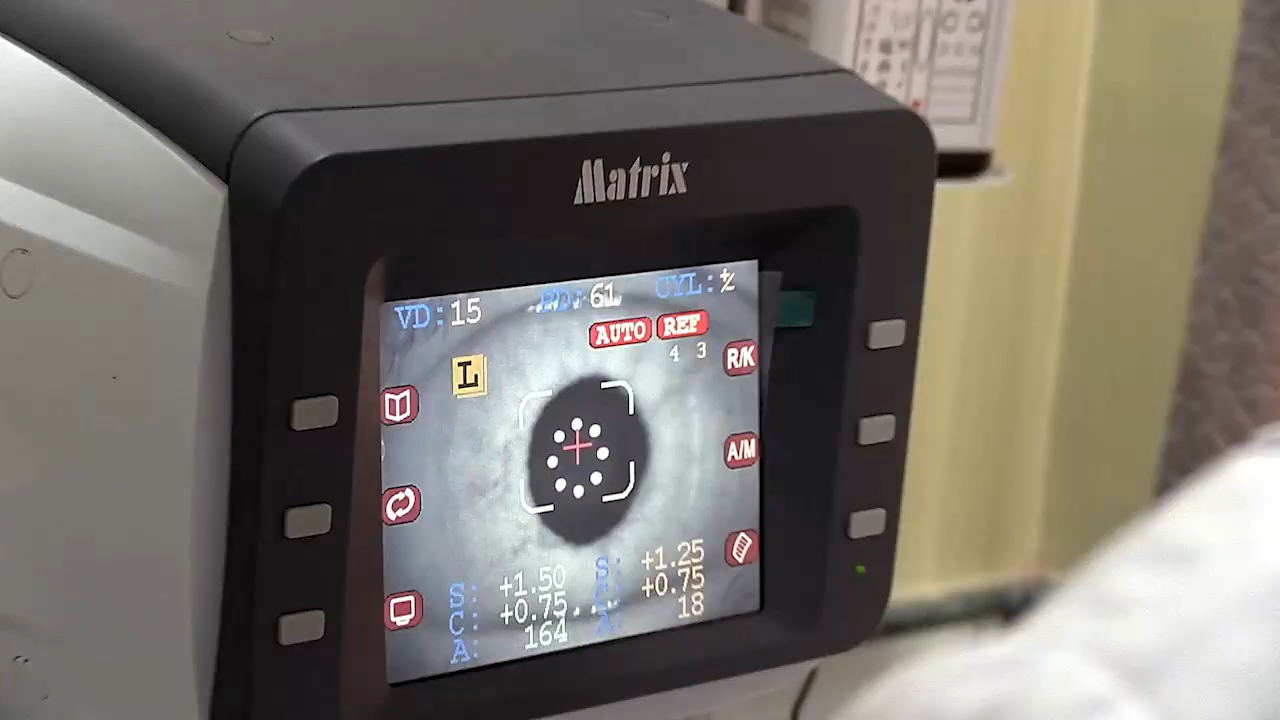 Matrix
VD:15 PD:61 CYL:+/-
AUTO REF
4 3
L
R/K
A/M
S: +1.50 S: +1.25
C: +0.75 C: +0.75
A: 164 A: 18